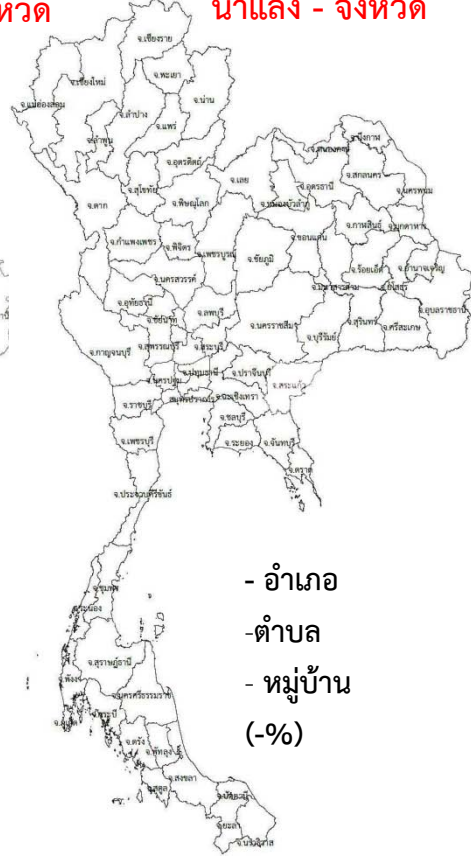 หวัด
น้ำแล้ง - จังหวัด
จ.เชียงราย
จ.พะเยา
จ.เชียงใหม่
จ.น่าน
จ.แม่ฮ่องสอน
จ.ลำปาง
จ.แพร่
จ.ลำพูน
จ.อุตรดิตถ์
จ.บึงกาฬ
จ.เลย
จ.สกลนคร
จ.อุดรธานี
จ.นครพนม
จ.สุโขทัย
จ.ตาก
จ.พิษณุโลก
จ.หนองบัวลำภู
จ.กำแพงเพชร
จ.พิจิตร
จ.เพชรบูรณ์
จ.ขอนแก่น
จ.กาฬสินธุ์
จ.มุกดาหาร
จ.ชัยภูมิ
จ.ร้อยเอ็ด
จ.อำนาจเจริญ
จ.นครสวรรค์
จ.มหาสารคาม
จ.ยโสธร
จ.อุทัยธานี
จ.ชัยนาท
จ.ลพบุรี
จ.นครราชสีมา
จ.บุรีรัมย์
จ.สุรินทร์
จ.ศรีสะเกษ
จ.อุบลราชธานี
จ.กาญจนบุรี
จ.สุพรรณบุรี
จ.สระบุรี
จ.ปทุมธานี
จ.ปราจีนบุรี
จ.นครปฐม
จ.สระแก้ว
จ.ราชบุรี
สมุทรปราการ
จ.ฉะเชิงเทรา
จ.ชลบุรี
จ.เพชรบุรี
จ.ระยอง
จ.จันทบุรี
จ.ตราด
จ.ประจวบคีรีขันธ์
- อำเภอ
-ตำบล
- หมู่บ้าน
(-%)
จ.ชุมพร
จ.ระนอง
จ.สุราษฎ์ธานี
จ.พังงา
จ.นครศรีธรรมราช
จ.กระบี่
จ.ภูเก็ต
จ.ตรัง
จ.พัทลุง
จ.สงขลา
จ.สตูล
จ.ปัตตานี
จ.ยะลา
จ.นราธิวาส